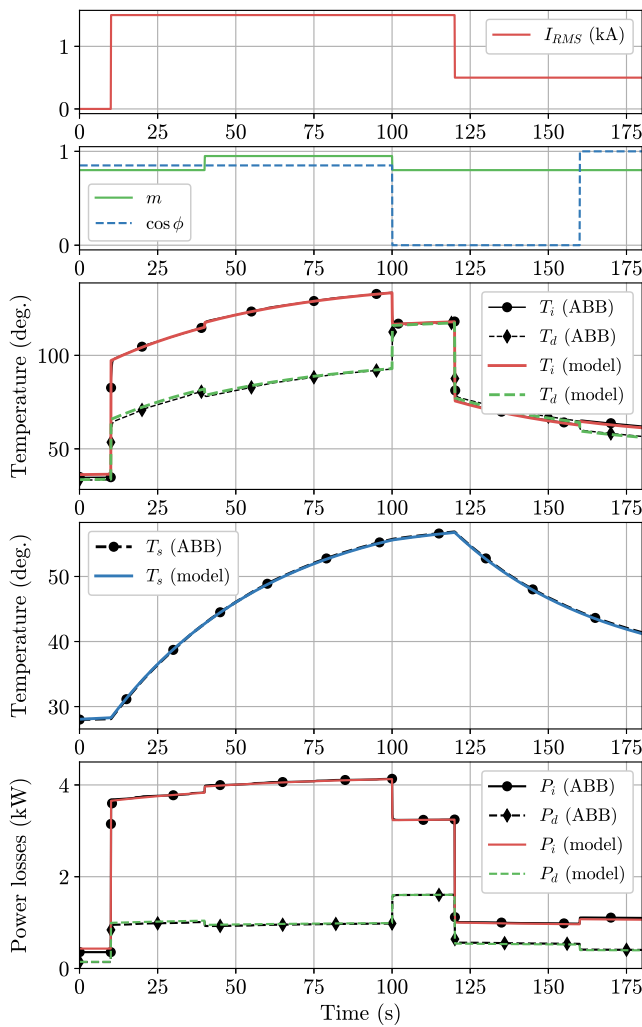 1
0
I_{RMS} (kA)
0 25 50 75 100 125 150 175
1
0
m
cos ϕ
0 25 50 75 100 125 150 175
Temperature (deg.)
100
50
T_i (ABB)
T_d (ABB)
T_i (model)
T_d (model)
0 25 50 75 100 125 150 175
Temperature (deg.)
50
40
30
T_s (ABB)
T_s (model)
0 25 50 75 100 125 150 175
Power losses (kW)
4
2
0
P_i (ABB)
P_d (ABB)
P_i (model)
P_d (model)
0 25 50 75 100 125 150 175
Time (s)